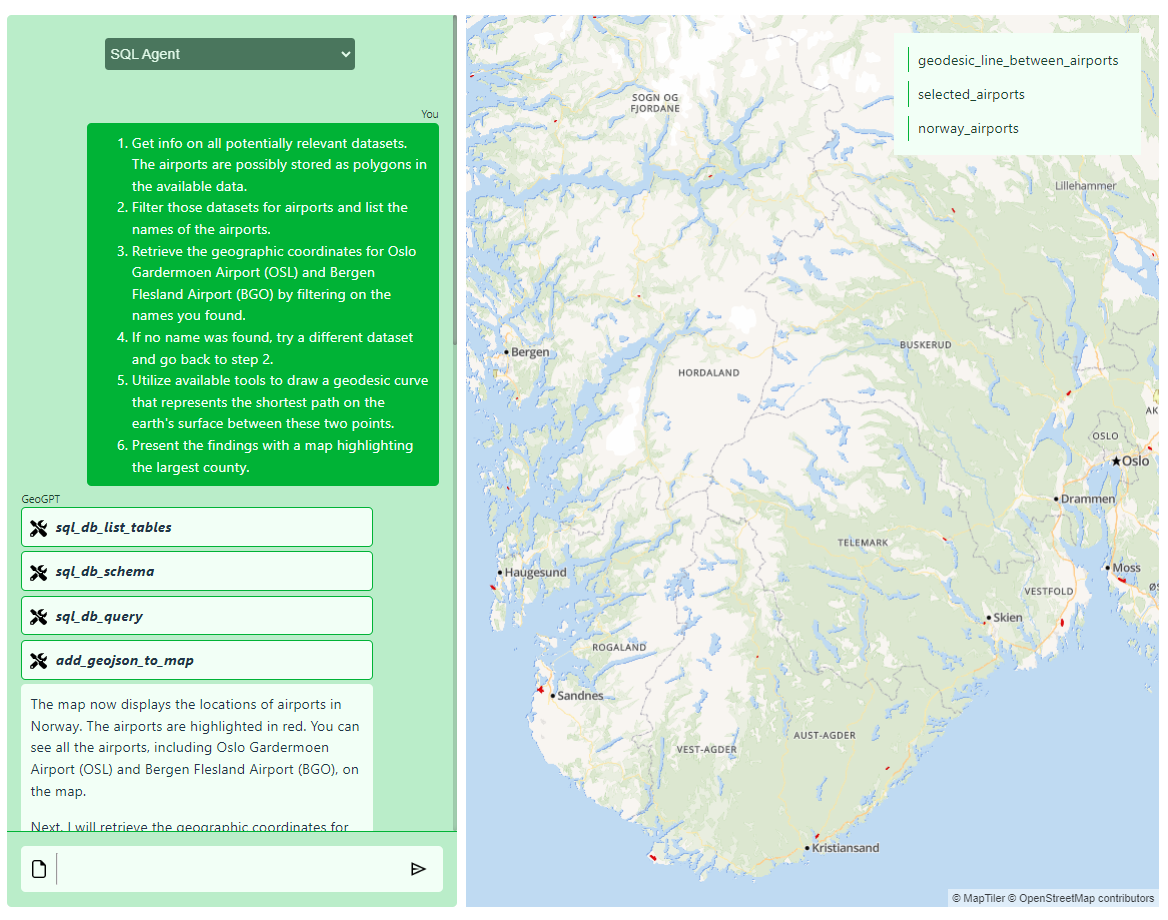 SQL Agent
You
1. Get info on all potentially relevant datasets.
The airports are possibly stored as polygons in
the available data.
2. Filter those datasets for airports and list the
names of the airports.
3. Retrieve the geographic coordinates for Oslo
Gardermoen Airport (OSL) and Bergen
Flesland Airport (BGO) by filtering on the
names you found.
4. If no name was found, try a different dataset
and go back to step 2.
5. Utilize available tools to draw a geodesic curve
that represents the shortest path on the
earth's surface between these two points.
6. Present the findings with a map highlighting
the largest county.
GeoGPT
sql_db_list_tables
sql_db_schema
sql_db_query
add_geojson_to_map
The map now displays the locations of airports in
Norway. The airports are highlighted in red. You can
see all the airports, including Oslo Gardermoen
Airport (OSL) and Bergen Flesland Airport (BGO), on
the map.
Next, I will retrieve the geographic coordinates for
geodesic_line_between_airports
selected_airports
norway_airports
SOGN OG
FJORDANE
Lillehammer
Bergen
BUSKERUD
HORDALAND
AK
OSLO
Oslo
Drammen
TELEMARK
Haugesund
Moss
VESTFOLD
Skien
ROGALAND
Sandnes
AUST-AGDER
VEST-AGDER
Kristiansand
© MapTiler © OpenStreetMap contributors